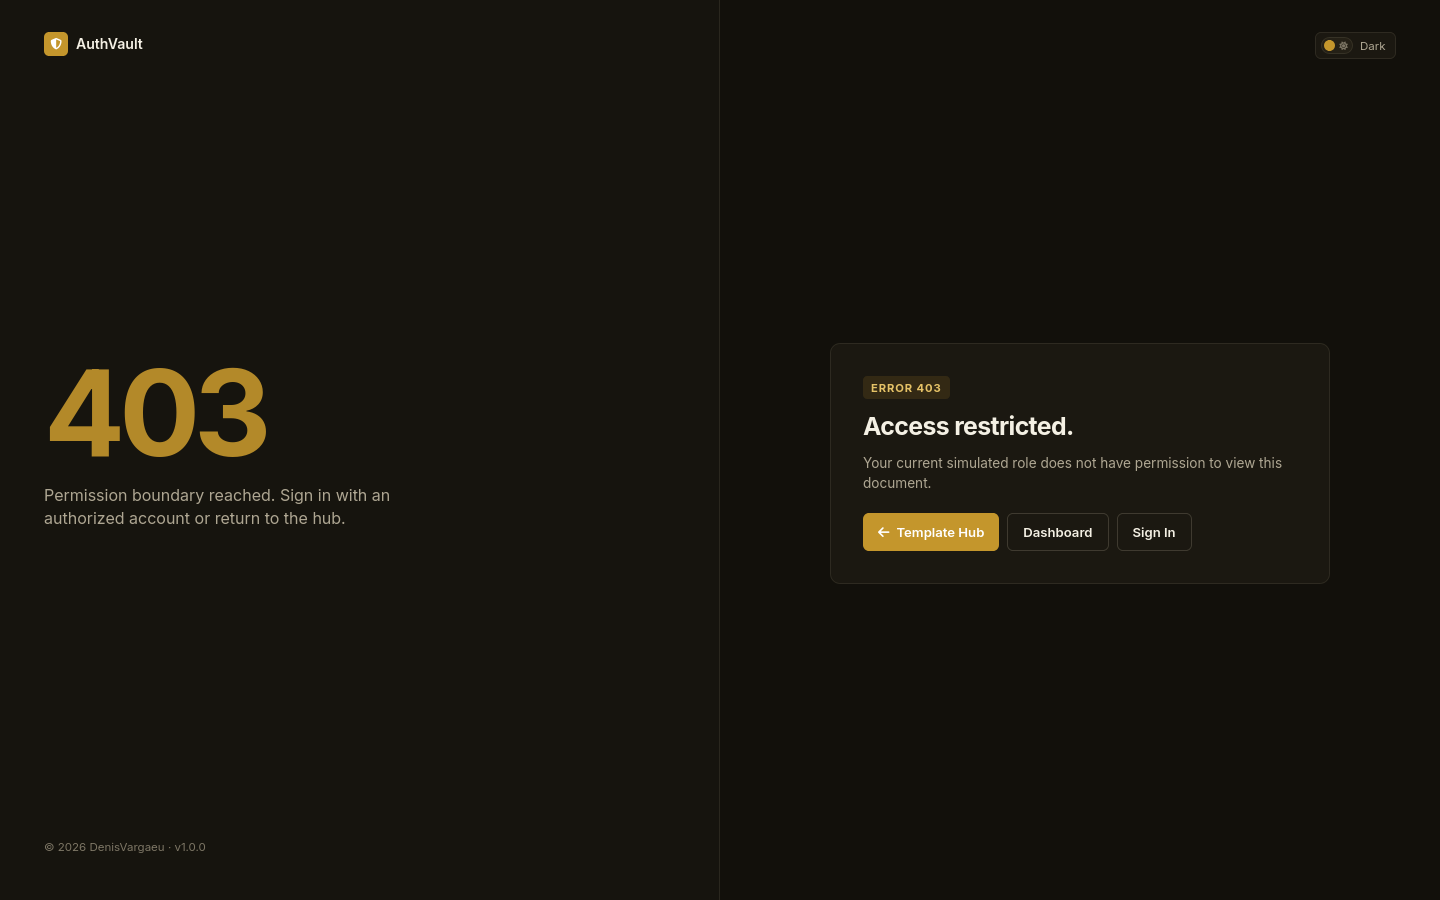 AuthVault
Dark
403
Permission boundary reached. Sign in with an
authorized account or return to the hub.
ERROR 403
Access restricted.
Your current simulated role does not have permission to view this
document.
Template Hub
Dashboard
Sign In
© 2026 DenisVargaeu · v1.0.0